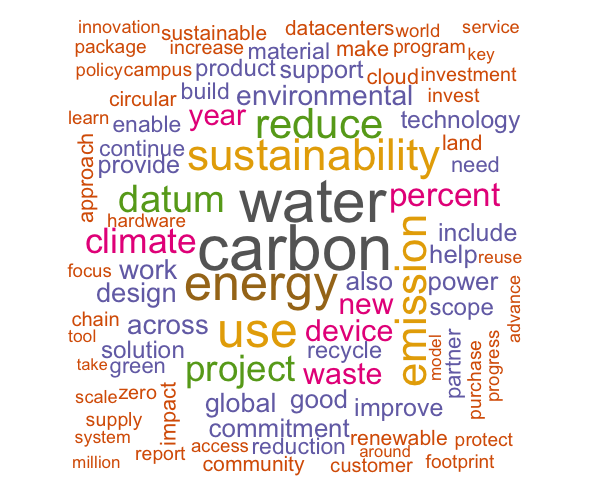 innovation sustainable datacenters world service
package increase material make program key
policy campus product support cloud investment
circular build environmental invest
learn enable year reduce technology
continue sustainability land
approach provide need
datum water percent
hardware
climate carbon emission include
focus work energy also help reuse
design new power
scope advance
chain across use device
tool solution recycle model partner
take green project waste purchase progress
scale zero impact global good improve
supply commitment
system reduction renewable protect
million report access around
community customer footprint